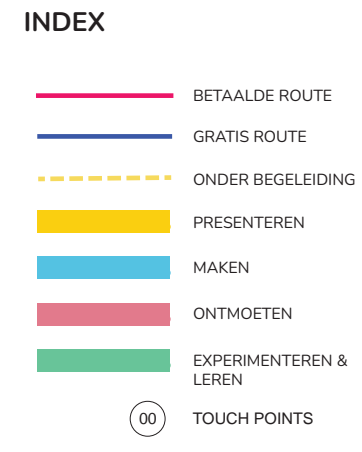 INDEX
BETAALDE ROUTE
GRATIS ROUTE
ONDER BEGELEIDING
PRESENTEREN
MAKEN
ONTMOETEN
EXPERIMENTEREN &
LEREN
00 TOUCH POINTS